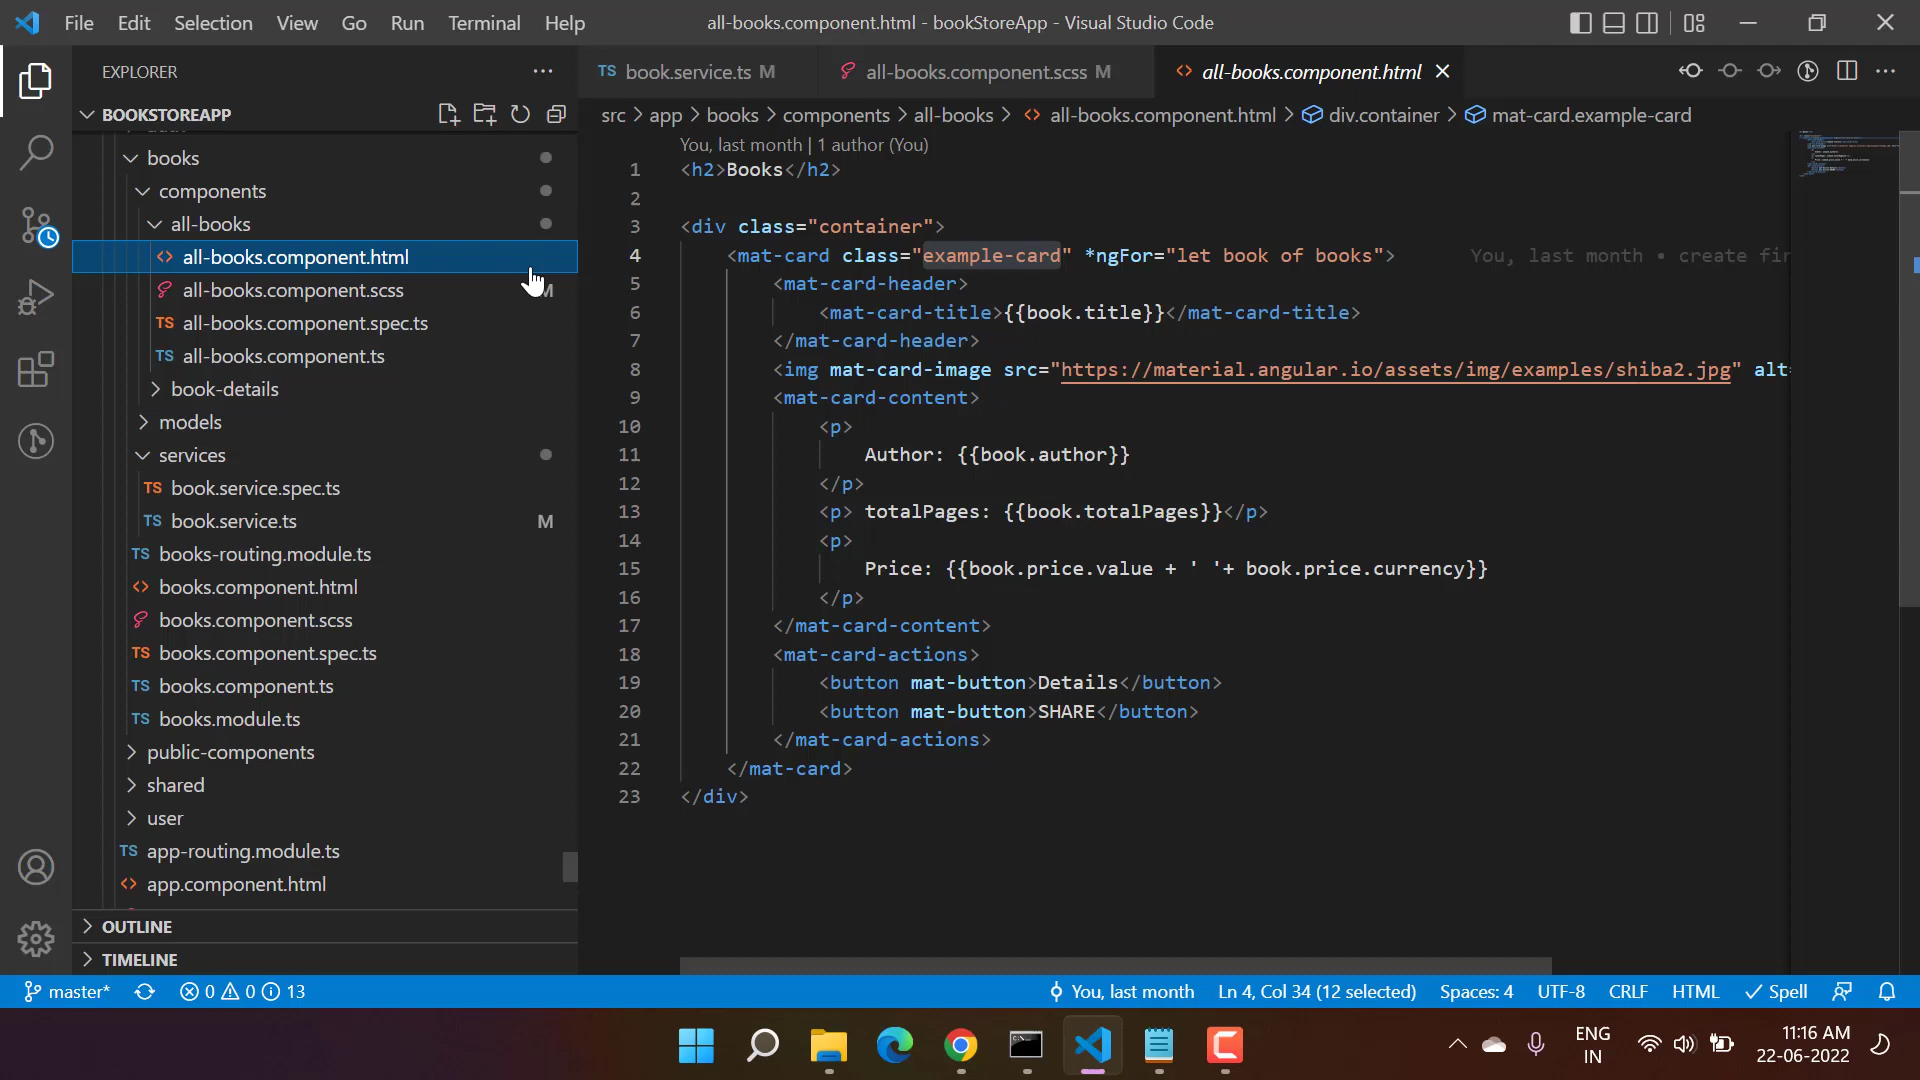 File Edit Selection View Go Run Terminal Help
all-books.component.html - bookStoreApp - Visual Studio Code
EXPLORER
BOOKSTOREAPP
books
components
all-books
all-books.component.html
all-books.component.scss M
all-books.component.spec.ts
all-books.component.ts
book-details
models
services
book.service.spec.ts
book.service.ts M
books-routing.module.ts
books.component.html
books.component.scss
books.component.spec.ts
books.component.ts
books.module.ts
public-components
shared
user
app-routing.module.ts
app.component.html
OUTLINE
TIMELINE
TS book.service.ts M
all-books.component.scss M
all-books.component.html
src > app > books > components > all-books > all-books.component.html > div.container > mat-card.example-card
You, last month | 1 author (You)
1 <h2>Books</h2>
2
3 <div class="container">
4 <mat-card class="example-card" *ngFor="let book of books"> You, last month • create fir
5 <mat-card-header>
6 <mat-card-title>{{book.title}}</mat-card-title>
7 </mat-card-header>
8 <img mat-card-image src="https://material.angular.io/assets/img/examples/shiba2.jpg" alt=
9 <mat-card-content>
10 <p>
11 Author: {{book.author}}
12 </p>
13 <p> totalPages: {{book.totalPages}}</p>
14 <p>
15 Price: {{book.price.value + ' '+ book.price.currency}}
16 </p>
17 </mat-card-content>
18 <mat-card-actions>
19 <button mat-button>Details</button>
20 <button mat-button>SHARE</button>
21 </mat-card-actions>
22 </mat-card>
23 </div>
master* 0 0 13
You, last month Ln 4, Col 34 (12 selected) Spaces: 4 UTF-8 CRLF HTML Spell
ENG
IN
11:16 AM
22-06-2022